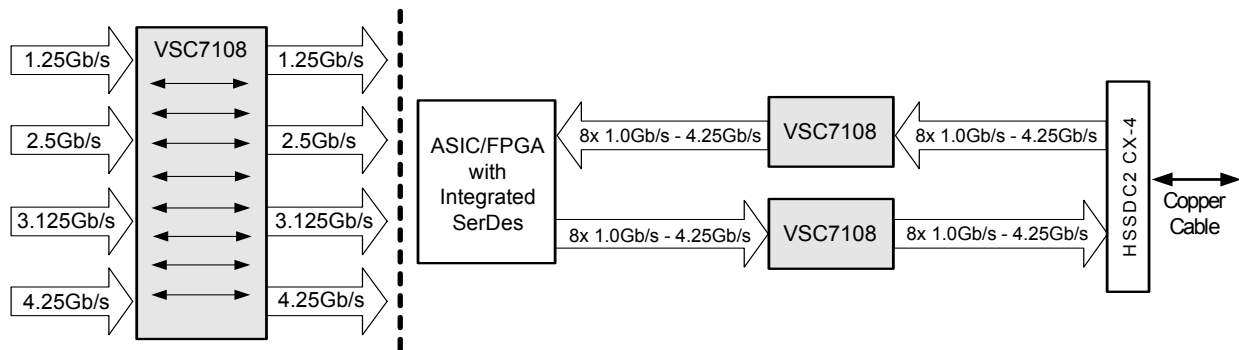 VSC7108
1.25Gb/s
1.25Gb/s
2.5Gb/s
2.5Gb/s
3.125Gb/s
3.125Gb/s
4.25Gb/s
4.25Gb/s
ASIC/FPGA
with
Integrated
SerDes
8x 1.0Gb/s - 4.25Gb/s
VSC7108
8x 1.0Gb/s - 4.25Gb/s
8x 1.0Gb/s - 4.25Gb/s
VSC7108
8x 1.0Gb/s - 4.25Gb/s
HSSDC2 CX-4
Copper
Cable